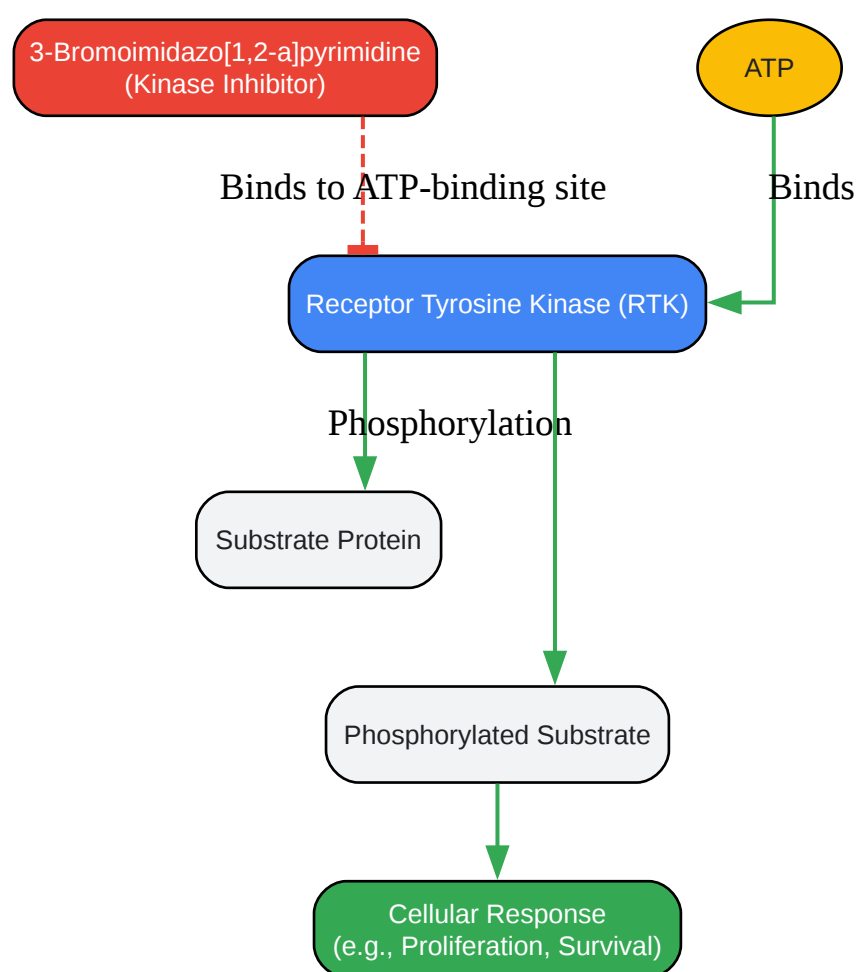 3-Bromoimidazo[1,2-a]pyrimidine
(Kinase Inhibitor)
ATP
Binds to ATP-binding site
Binds
Receptor Tyrosine Kinase (RTK)
Phosphorylation
Substrate Protein
Phosphorylated Substrate
Cellular Response
(e.g., Proliferation, Survival)